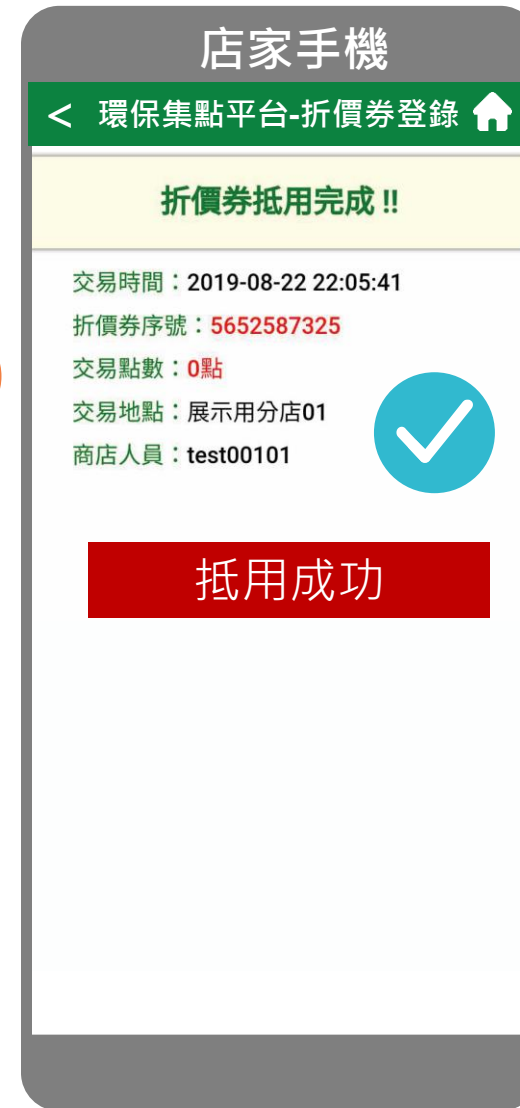 店家手機
< 環保集點平台-折價券登錄
折價券抵用完成 !!
交易時間：2019-08-22 22:05:41
折價券序號：5652587325
交易點數：0點
交易地點：展示用分店01
商店人員：test00101
抵用成功